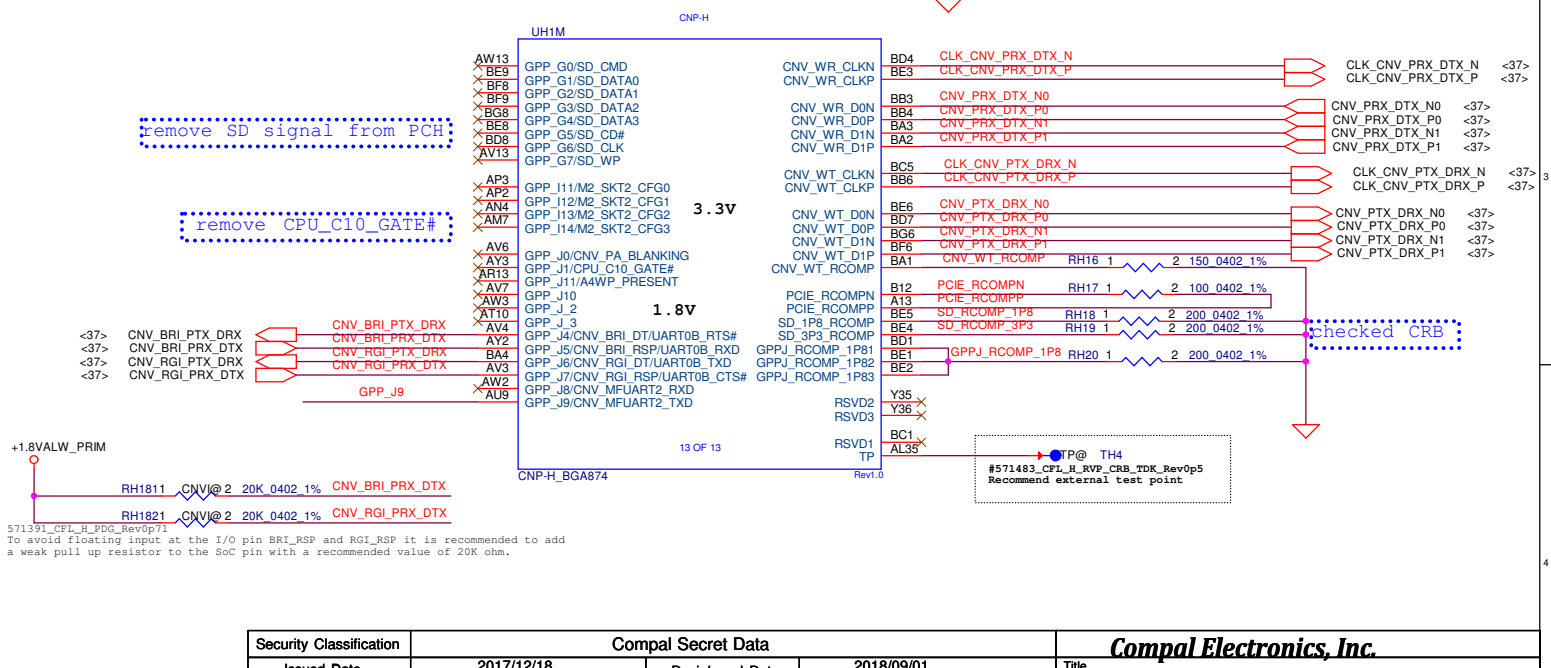 CNP-H
UH1M
AW13 GPP_G0/SD_CMD
BE9 GPP_G1/SD_DATA0
BF8 GPP_G2/SD_DATA1
BF9 GPP_G3/SD_DATA2
BG8 GPP_G4/SD_DATA3
BE8 GPP_G5/SD_CD#
BD8 GPP_G6/SD_CLK
AV13 GPP_G7/SD_WP
remove SD signal from PCH
AP3 GPP_I11/M2_SKT2_CFG0
AP2 GPP_I12/M2_SKT2_CFG1
AN4 GPP_I13/M2_SKT2_CFG2
AM7 GPP_I14/M2_SKT2_CFG3
3.3V
remove CPU_C10_GATE#
AV6 GPP_J0/CNV_PA_BLANKING
AY3 GPP_J1/CPU_C10_GATE#
AR13 GPP_J11/A4WP_PRESENT
AV7 GPP_J10
AW3 GPP_J_2
AT10 GPP_J_3
1.8V
<37> CNV_BRI_PTX_DRX CNV_BRI_PTX_DRX AV4 GPP_J4/CNV_BRI_DT/UART0B_RTS#
<37> CNV_BRI_PRX_DTX CNV_BRI_PRX_DTX AY2 GPP_J5/CNV_BRI_RSP/UART0B_RXD
<37> CNV_RGI_PTX_DRX CNV_RGI_PTX_DRX BA4 GPP_J6/CNV_RGI_DT/UART0B_TXD
<37> CNV_RGI_PRX_DTX CNV_RGI_PRX_DTX AV3 GPP_J7/CNV_RGI_RSP/UART0B_CTS#
AW2 GPP_J8/CNV_MFUART2_RXD
GPP_J9 AU9 GPP_J9/CNV_MFUART2_TXD
CNV_WR_CLKN BD4 CLK_CNV_PRX_DTX_N CLK_CNV_PRX_DTX_N <37>
CNV_WR_CLKP BE3 CLK_CNV_PRX_DTX_P CLK_CNV_PRX_DTX_P <37>
CNV_WR_D0N BB3 CNV_PRX_DTX_N0 CNV_PRX_DTX_N0 <37>
CNV_WR_D0P BB4 CNV_PRX_DTX_P0 CNV_PRX_DTX_P0 <37>
CNV_WR_D1N BA3 CNV_PRX_DTX_N1 CNV_PRX_DTX_N1 <37>
CNV_WR_D1P BA2 CNV_PRX_DTX_P1 CNV_PRX_DTX_P1 <37>
CNV_WT_CLKN BC5 CLK_CNV_PTX_DRX_N CLK_CNV_PTX_DRX_N <37>
CNV_WT_CLKP BB6 CLK_CNV_PTX_DRX_P CLK_CNV_PTX_DRX_P <37>
3
CNV_WT_D0N BE6 CNV_PTX_DRX_N0 CNV_PTX_DRX_N0 <37>
CNV_WT_D0P BD7 CNV_PTX_DRX_P0 CNV_PTX_DRX_P0 <37>
CNV_WT_D1N BG6 CNV_PTX_DRX_N1 CNV_PTX_DRX_N1 <37>
CNV_WT_D1P BF6 CNV_PTX_DRX_P1 CNV_PTX_DRX_P1 <37>
CNV_WT_RCOMP BA1 CNV_WT_RCOMP RH16 1 2 150_0402_1%
PCIE_RCOMPN B12 PCIE_RCOMPN RH17 1 2 100_0402_1%
PCIE_RCOMPP A13 PCIE_RCOMPP
SD_1P8_RCOMP BE5 SD_RCOMP_1P8 RH18 1 2 200_0402_1%
SD_3P3_RCOMP BE4 SD_RCOMP_3P3 RH19 1 2 200_0402_1%
checked CRB
GPPJ_RCOMP_1P81 BD1
GPPJ_RCOMP_1P82 BE1 GPPJ_RCOMP_1P8 RH20 1 2 200_0402_1%
GPPJ_RCOMP_1P83 BE2
RSVD2 Y35
RSVD3 Y36
RSVD1 BC1
TP AL35
13 OF 13
CNP-H_BGA874
Rev1.0
TP@ TH4
#571483_CFL_H_RVP_CRB_TDK_Rev0p5
Recommend external test point
+1.8VALW_PRIM
RH181 1 CNVI@ 2 20K_0402_1% CNV_BRI_PRX_DTX
RH182 1 CNVI@ 2 20K_0402_1% CNV_RGI_PRX_DTX
571391_CFL_H_PDG_Rev0p71
To avoid floating input at the I/O pin BRI_RSP and RGI_RSP it is recommended to add
a weak pull up resistor to the SoC pin with a recommended value of 20K ohm.
4
Security Classification Compal Secret Data Compal Electronics, Inc.
Issued Date 2017/12/18 2018/09/01 Title